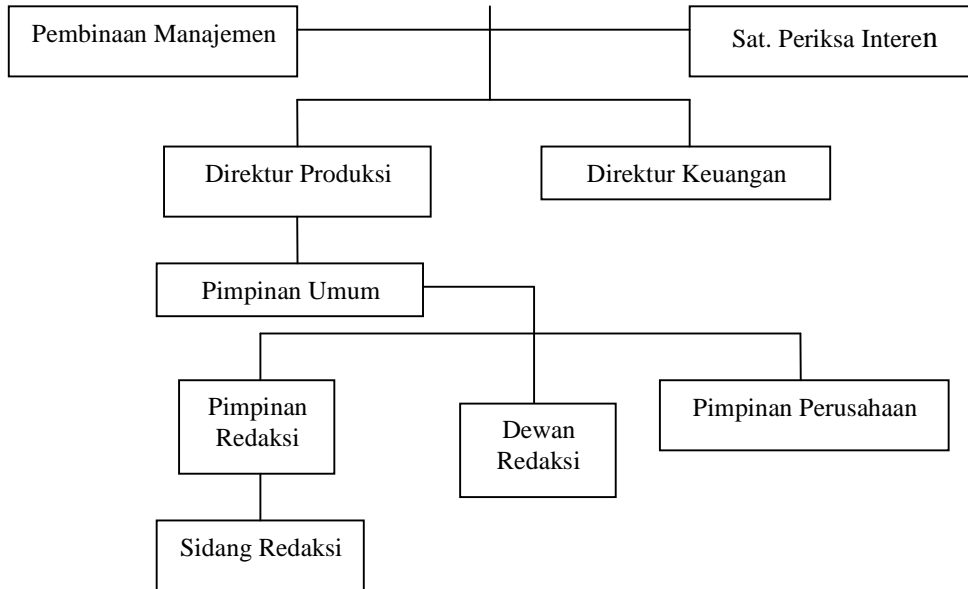 Pembinaan Manajemen
Sat. Periksa Interen
Direktur Produksi
Direktur Keuangan
Pimpinan Umum
Pimpinan
Redaksi
Dewan
Redaksi
Pimpinan Perusahaan
Sidang Redaksi